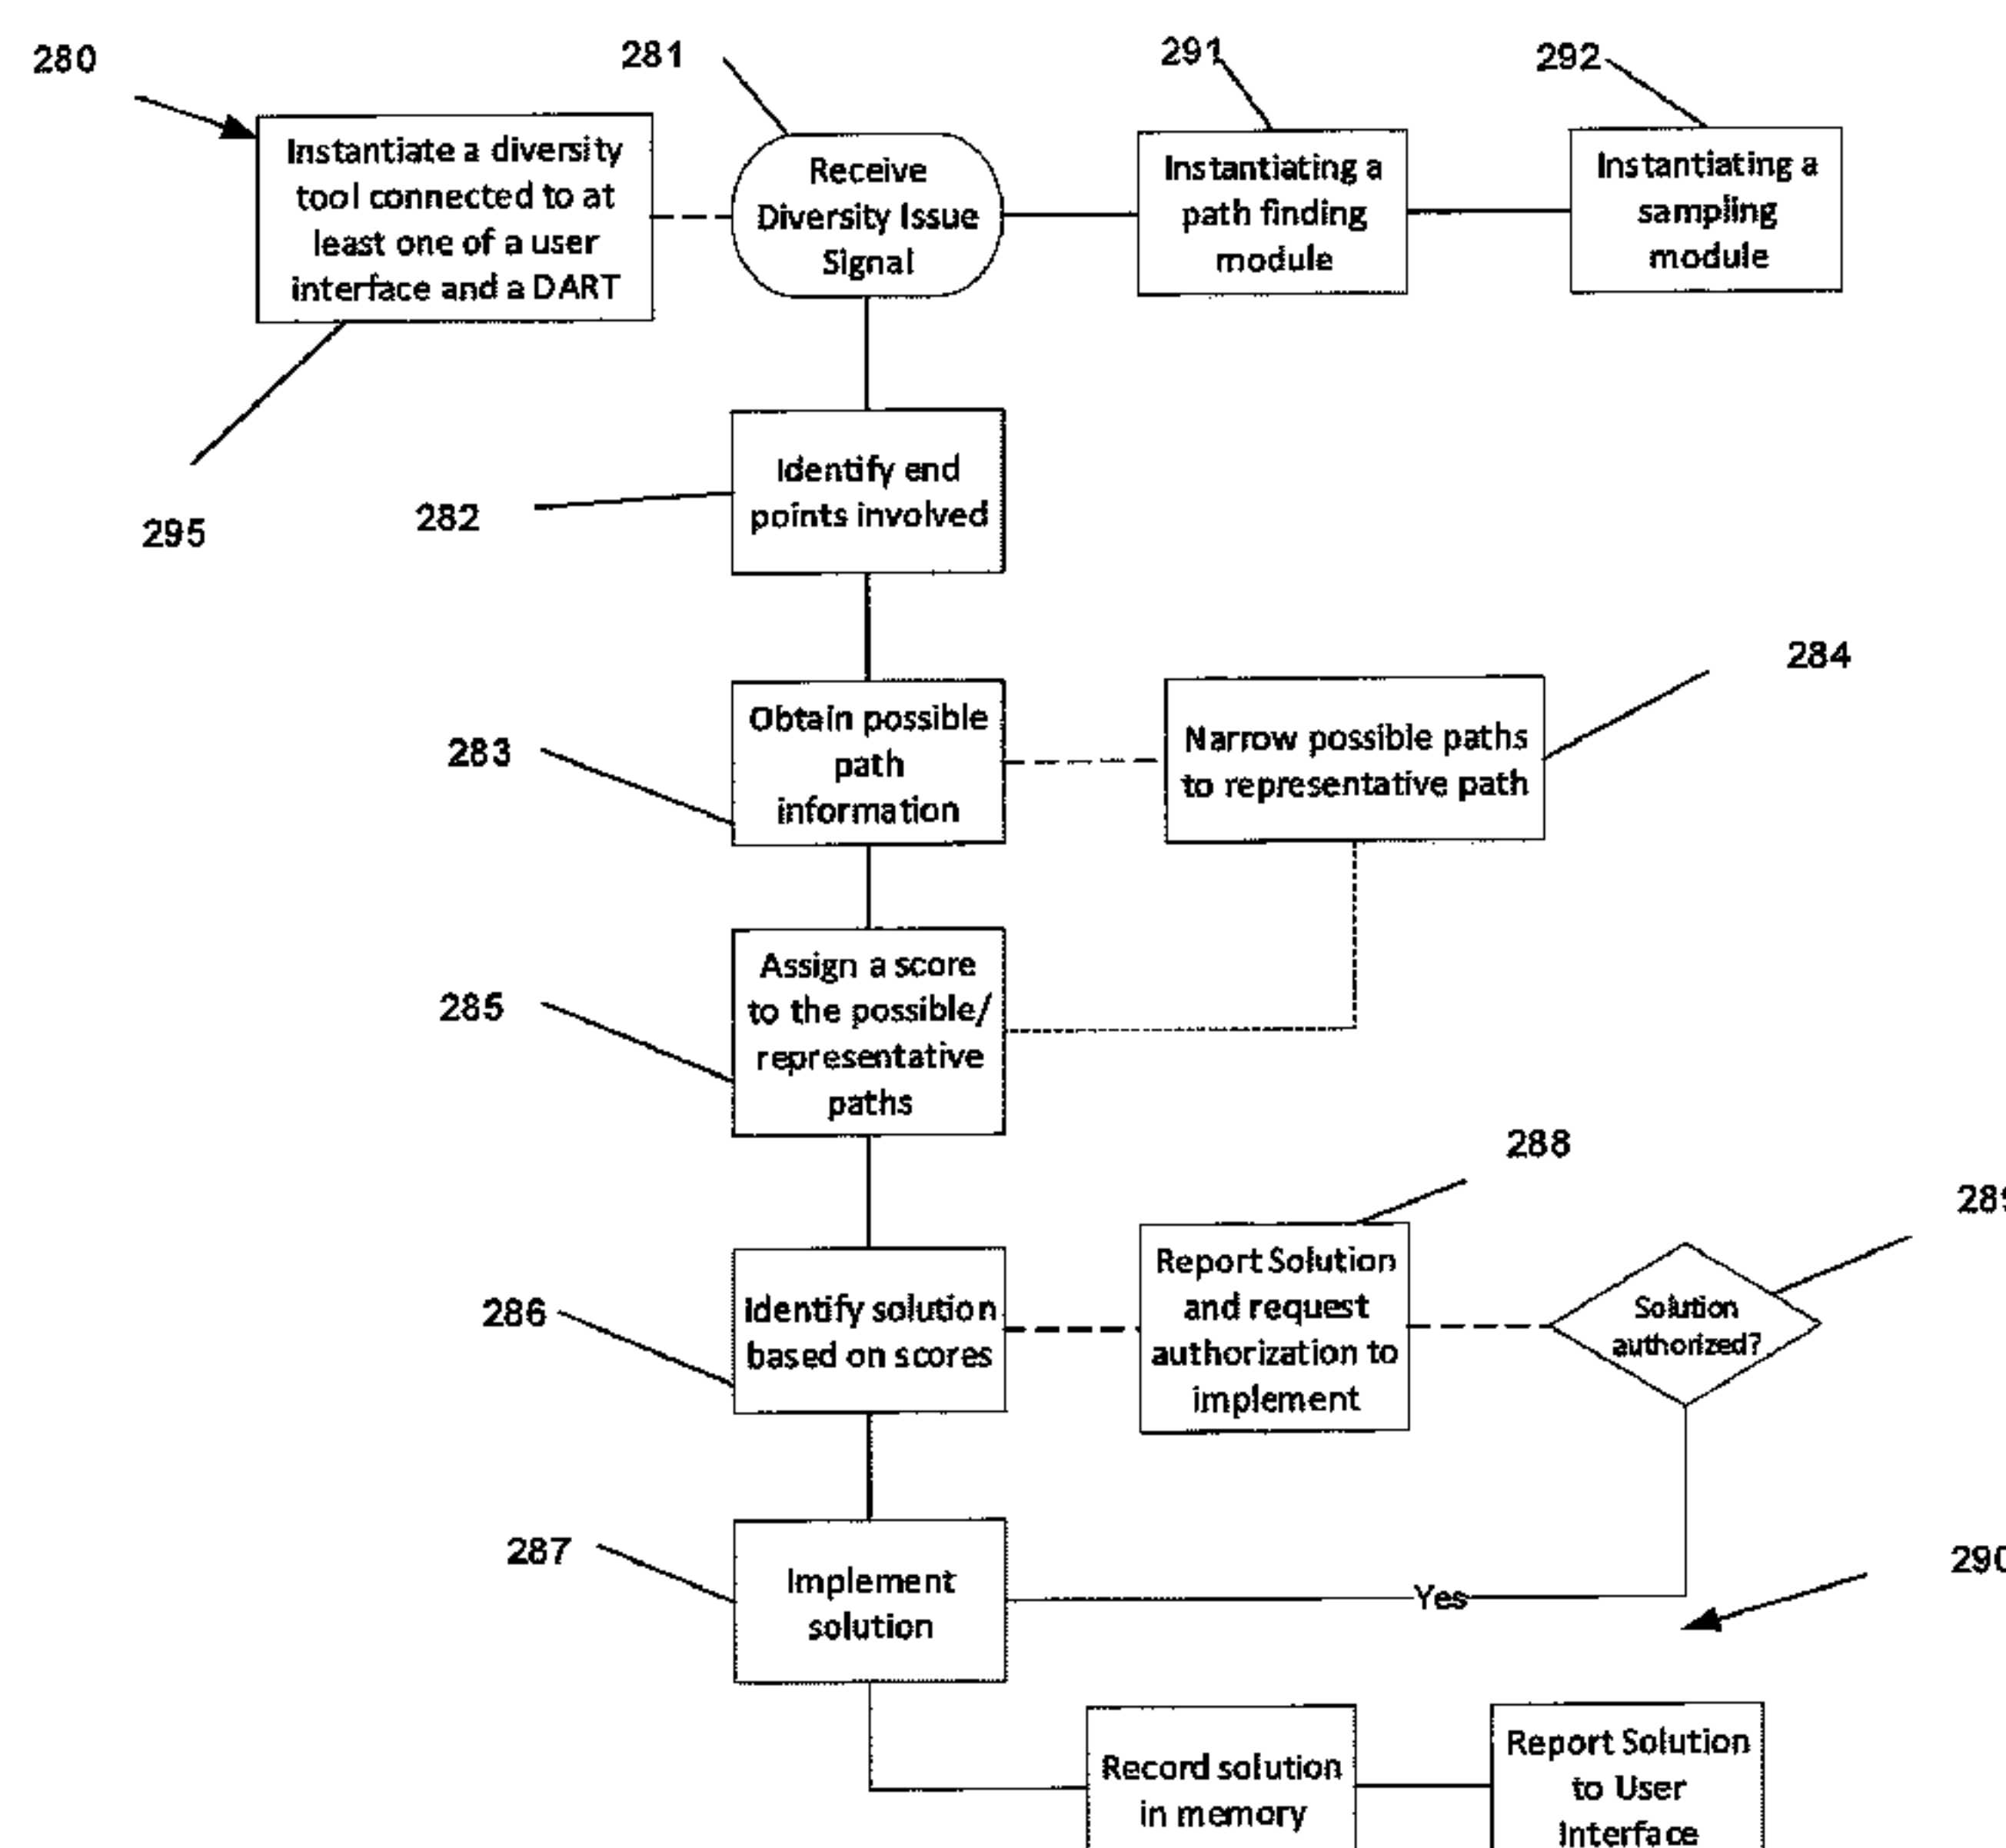 280
281
291
292
Instantiate a diversity
tool connected to at
least one of a user
interface and a DART
Receive
Diversity Issue
Signal
Instantiating a
path finding
module
Instantiating a
sampling
module
295
282
Identify end
points involved
284
283
Obtain possible
path
information
Narrow possible paths
to representative path
285
Assign a score
to the possible/
representative
paths
288
286
Identify solution
based on scores
Report Solution
and request
authorization to
implement
Solution
authorized?
287
Implement
solution
Yes
290
Record solution
in memory
Report Solution
to User
Interface